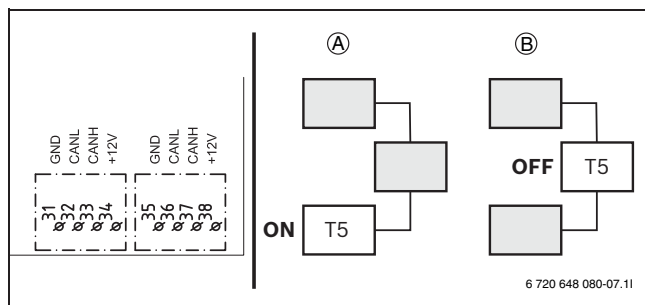 Ⓐ
Ⓑ
GND CANL CANH +12V
GND CANL CANH +12V
31 32 33 34
35 36 37 38
OFF T5
ON T5
6 720 648 080-07.1I